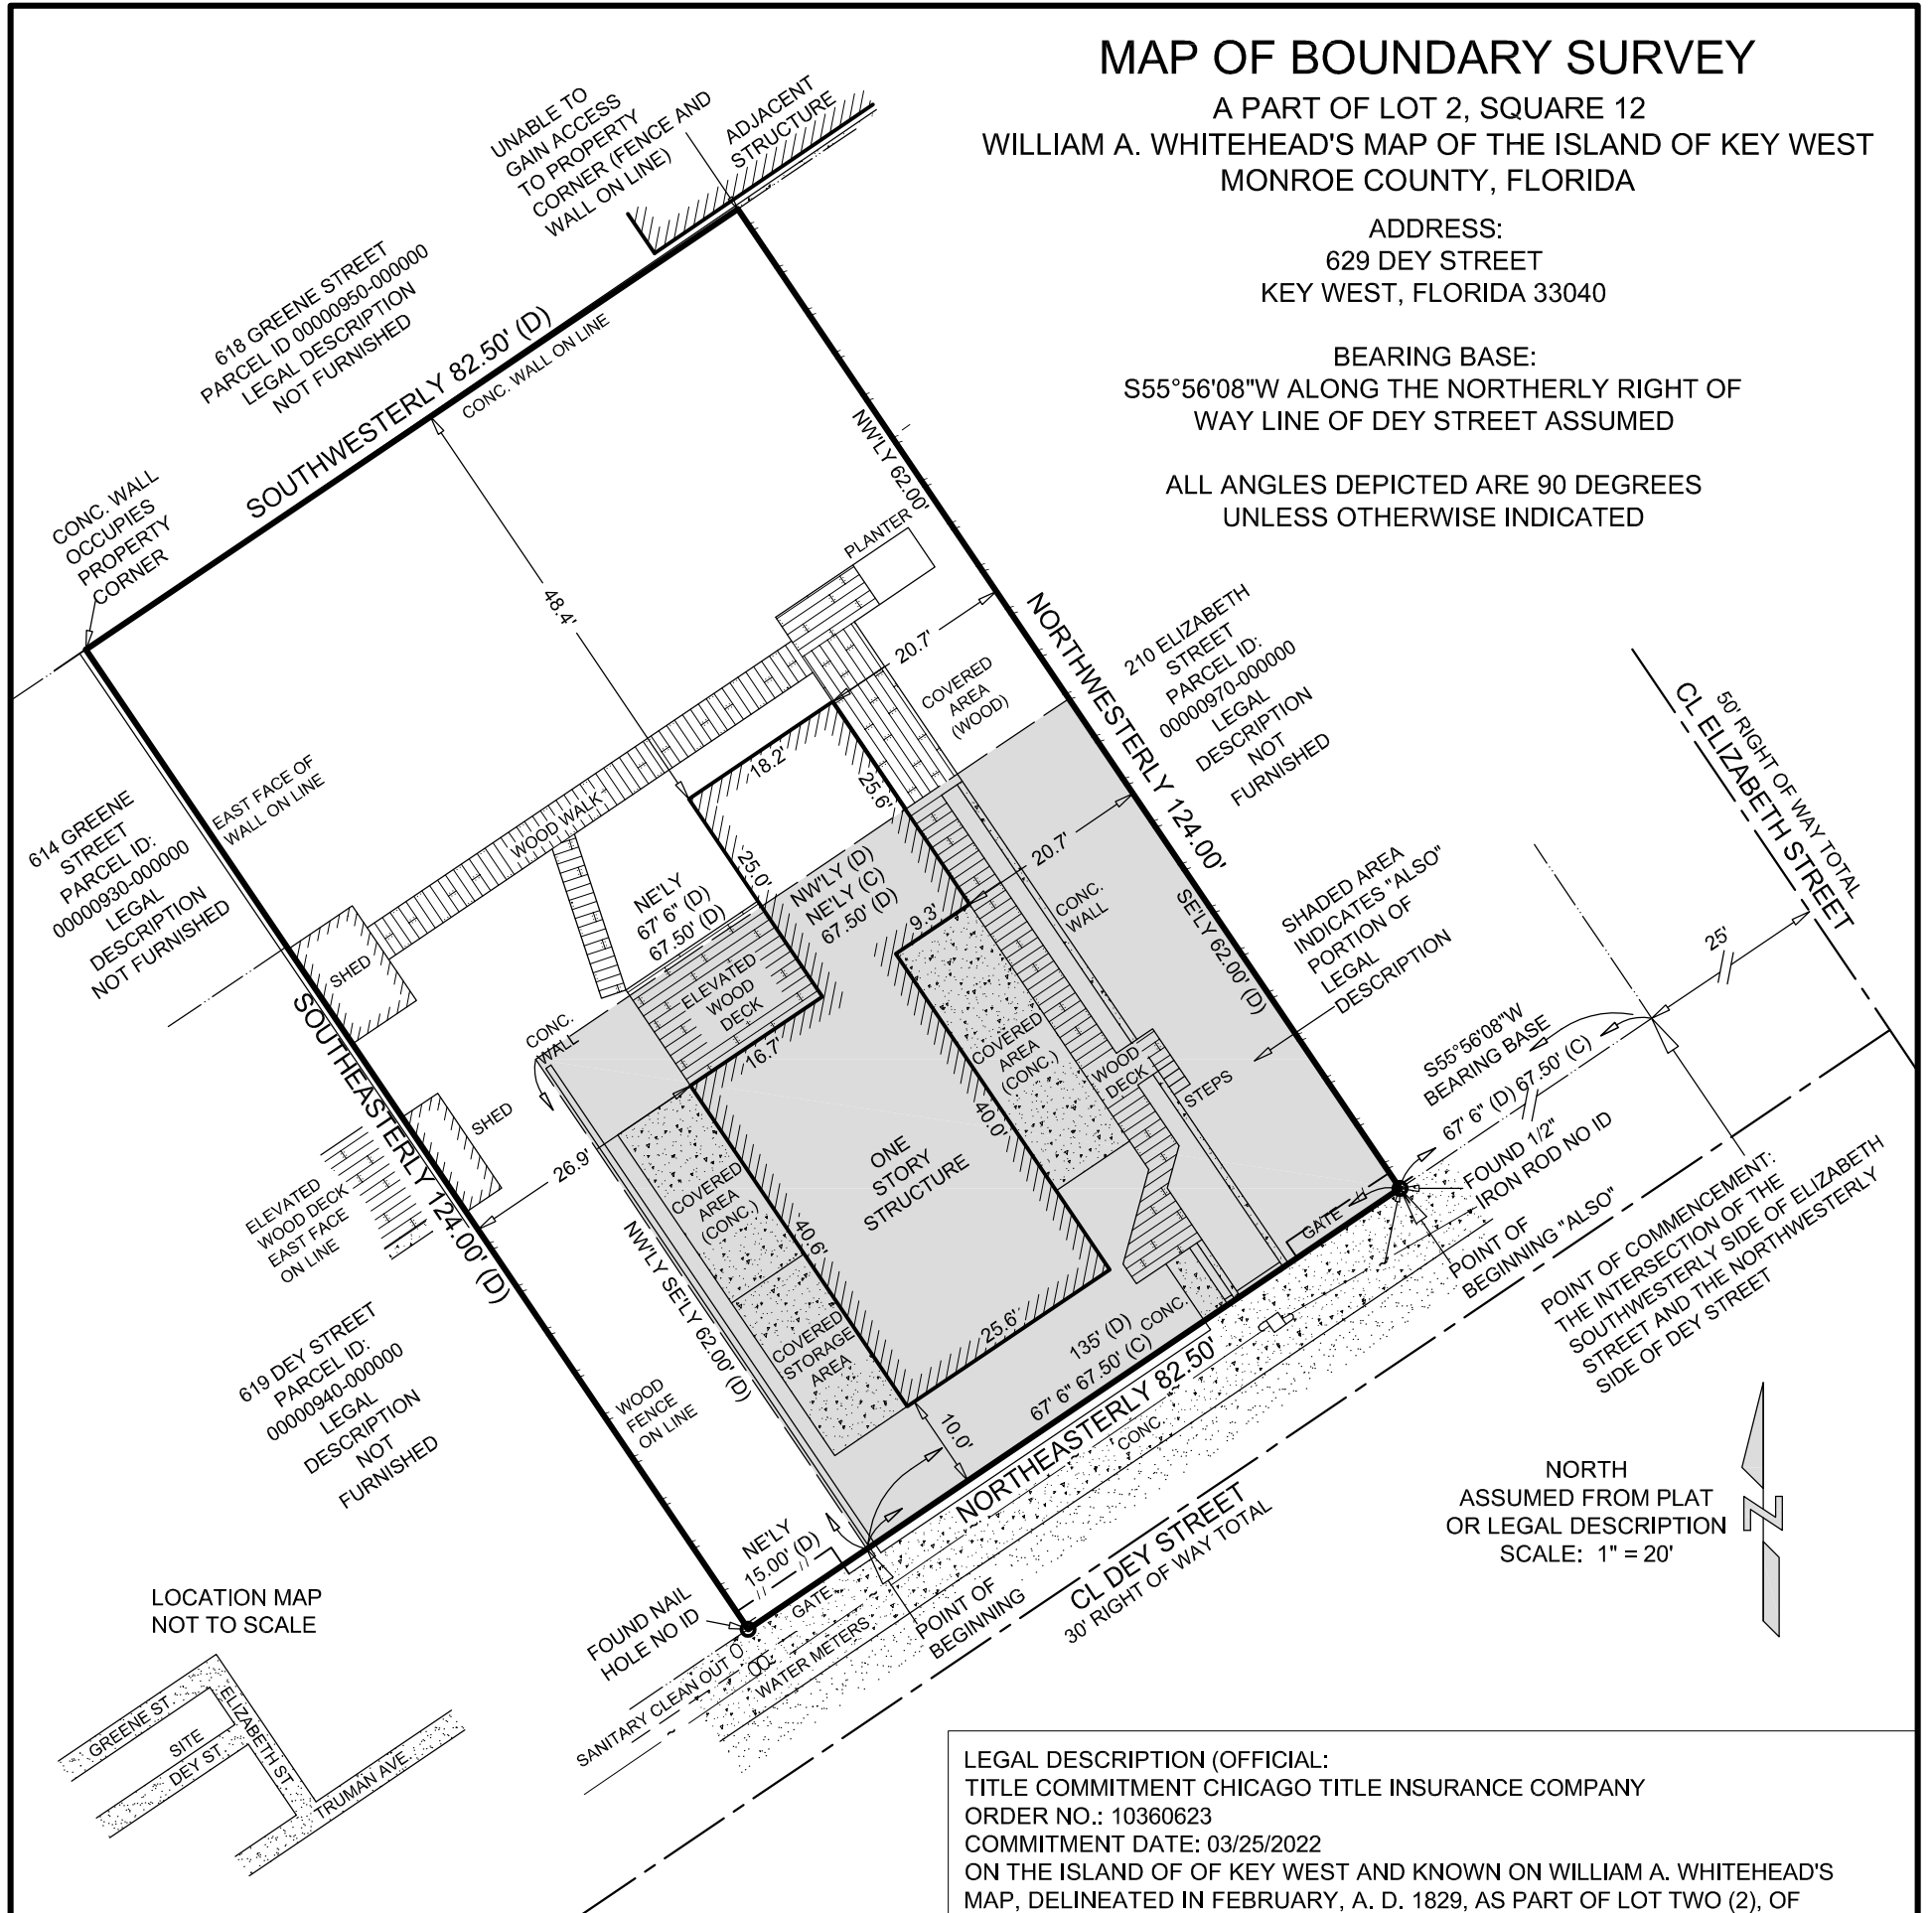 MAP OF BOUNDARY SURVEY
A PART OF LOT 2, SQUARE 12
WILLIAM A. WHITEHEAD'S MAP OF THE ISLAND OF KEY WEST
MONROE COUNTY, FLORIDA
ADDRESS:
629 DEY STREET
KEY WEST, FLORIDA 33040
BEARING BASE:
S55°56'08"W ALONG THE NORTHERLY RIGHT OF
WAY LINE OF DEY STREET ASSUMED
ALL ANGLES DEPICTED ARE 90 DEGREES
UNLESS OTHERWISE INDICATED
UNABLE TO
GAIN ACCESS
TO PROPERTY
CORNER (FENCE AND
WALL ON LINE)
ADJACENT
STRUCTURE
618 GREENE STREET
PARCEL ID 00000950-000000
LEGAL DESCRIPTION
NOT FURNISHED
SOUTHWESTERLY 82.50' (D)
CONC. WALL ON LINE
CONC. WALL
OCCUPIES
PROPERTY
CORNER
NW'LY 62.00'
PLANTER
48.4'
20.7'
COVERED
AREA
(WOOD)
NORTHWESTERLY 124.00'
210 ELIZABETH
STREET
PARCEL ID:
00000970-000000
LEGAL
DESCRIPTION
NOT
FURNISHED
50' RIGHT OF WAY TOTAL
CL ELIZABETH STREET
25'
614 GREENE
STREET
PARCEL ID:
00000930-000000
LEGAL
DESCRIPTION
NOT FURNISHED
EAST FACE OF
WALL ON LINE
WOOD WALK
18.2'
25.6'
25.0'
NE'LY
67' 6" (D)
67.50' (D)
NW'LY (D)
NE'LY (C)
67.50' (D)
20.7'
9.3'
CONC.
WALL
SE'LY 62.00' (D)
SHADED AREA
INDICATES "ALSO"
PORTION OF
LEGAL
DESCRIPTION
SHED
ELEVATED
WOOD
DECK
16.7'
CONC.
WALL
COVERED
AREA
(CONC.)
WOOD
DECK
STEPS
40.0'
S55°56'08"W
BEARING BASE
67' 6" (D) 67.50' (C)
SOUTHEASTERLY 124.00' (D)
SHED
ELEVATED
WOOD DECK
EAST FACE
ON LINE
26.9'
COVERED
AREA
(CONC.)
40.6'
ONE
STORY
STRUCTURE
NW'LY SE'LY 62.00' (D)
COVERED
STORAGE
AREA
25.6'
FOUND 1/2"
IRON ROD NO ID
GATE
POINT OF
BEGINNING "ALSO"
POINT OF COMMENCEMENT:
THE INTERSECTION OF THE
SOUTHWESTERLY SIDE OF ELIZABETH
STREET AND THE NORTHWESTERLY
SIDE OF DEY STREET
619 DEY STREET
PARCEL ID:
00000940-000000
LEGAL
DESCRIPTION
NOT
FURNISHED
WOOD
FENCE
ON LINE
10.0'
135' (D)
67' 6" 67.50' (C)
CONC.
NORTHEASTERLY 82.50'
CONC.
NE'LY
15.00' (D)
GATE
FOUND NAIL
HOLE NO ID
SANITARY CLEAN OUT
WATER METERS
POINT OF
BEGINNING
CL DEY STREET
30' RIGHT OF WAY TOTAL
NORTH
ASSUMED FROM PLAT
OR LEGAL DESCRIPTION
SCALE: 1" = 20'
N
LOCATION MAP
NOT TO SCALE
GREENE ST.
SITE
DEY ST.
ELIZABETH ST.
TRUMAN AVE.
LEGAL DESCRIPTION (OFFICIAL:
TITLE COMMITMENT CHICAGO TITLE INSURANCE COMPANY
ORDER NO.: 10360623
COMMITMENT DATE: 03/25/2022
ON THE ISLAND OF OF KEY WEST AND KNOWN ON WILLIAM A. WHITEHEAD'S
MAP, DELINEATED IN FEBRUARY, A. D. 1829, AS PART OF LOT TWO (2), OF